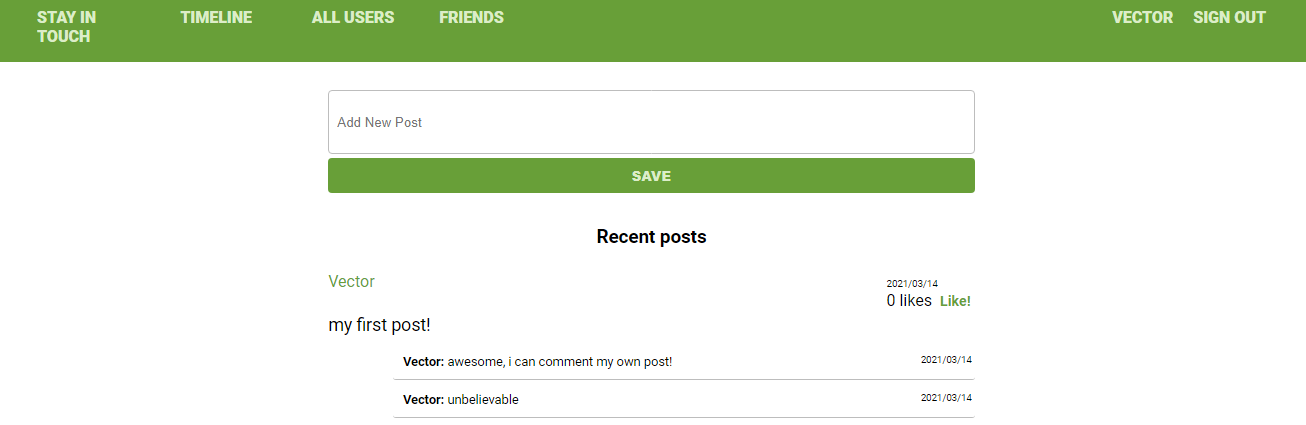 STAY IN TOUCH TIMELINE ALL USERS FRIENDS VECTOR SIGN OUT
Add New Post
SAVE
Recent posts
Vector 2021/03/14
0 likes Like!
my first post!
Vector: awesome, i can comment my own post! 2021/03/14
Vector: unbelievable 2021/03/14